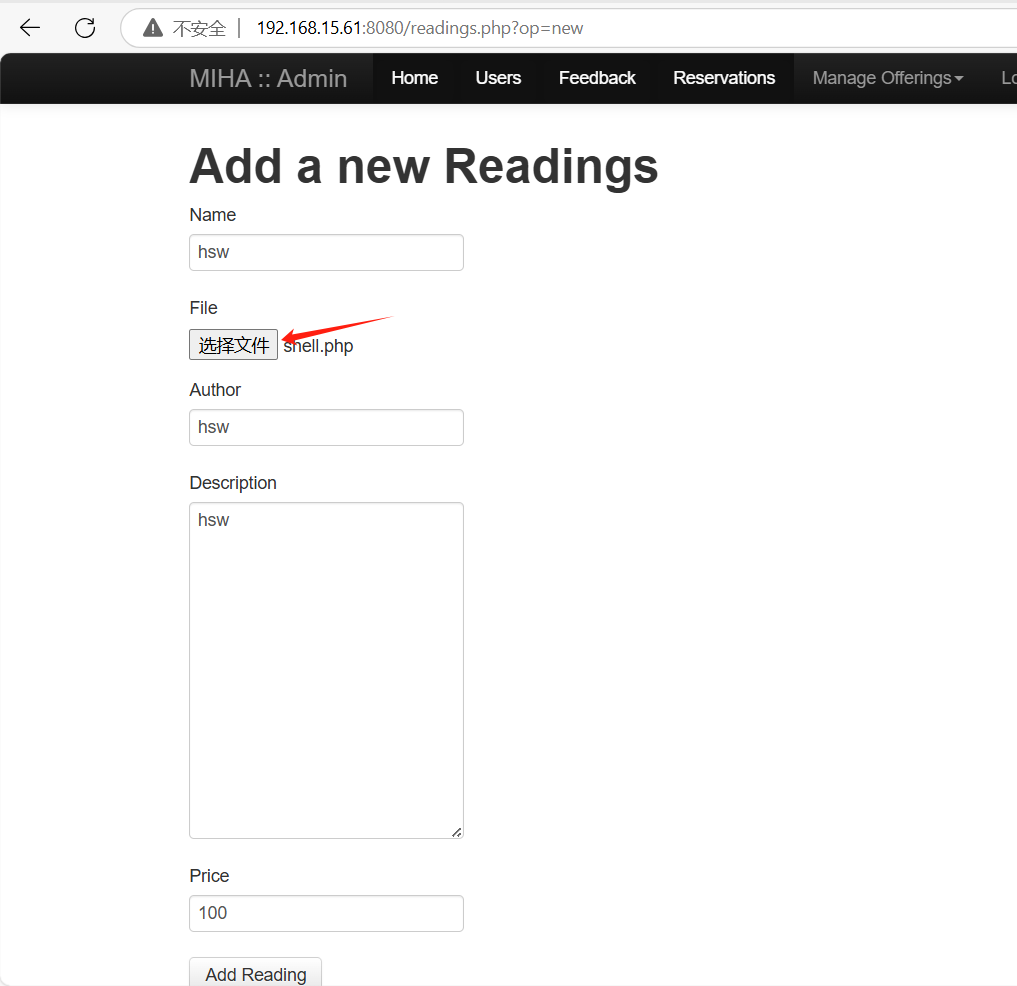 不安全 192.168.15.61:8080/readings.php?op=new
MIHA :: Admin Home Users Feedback Reservations Manage Offerings Lo
Add a new Readings
Name
hsw
File
选择文件 shell.php
Author
hsw
Description
hsw
Price
100
Add Reading